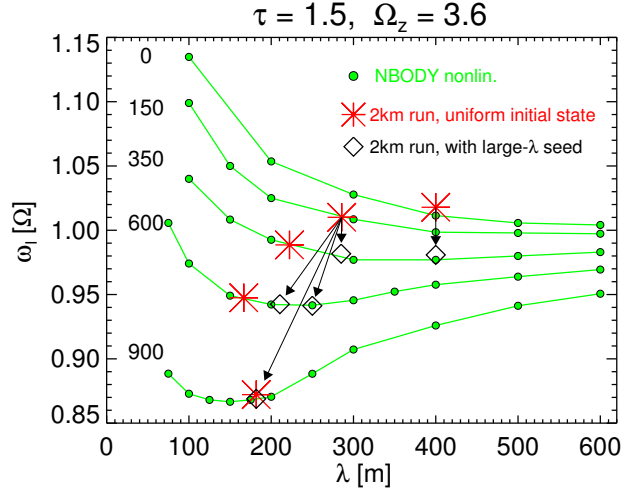 τ = 1.5, Ω_z = 3.6
1.15
1.10
1.05
1.00
0.95
0.90
0.85
ω_I [Ω]
0
150
350
600
900
NBODY nonlin.
2km run, uniform initial state
2km run, with large-λ seed
0 100 200 300 400 500 600
λ [m]